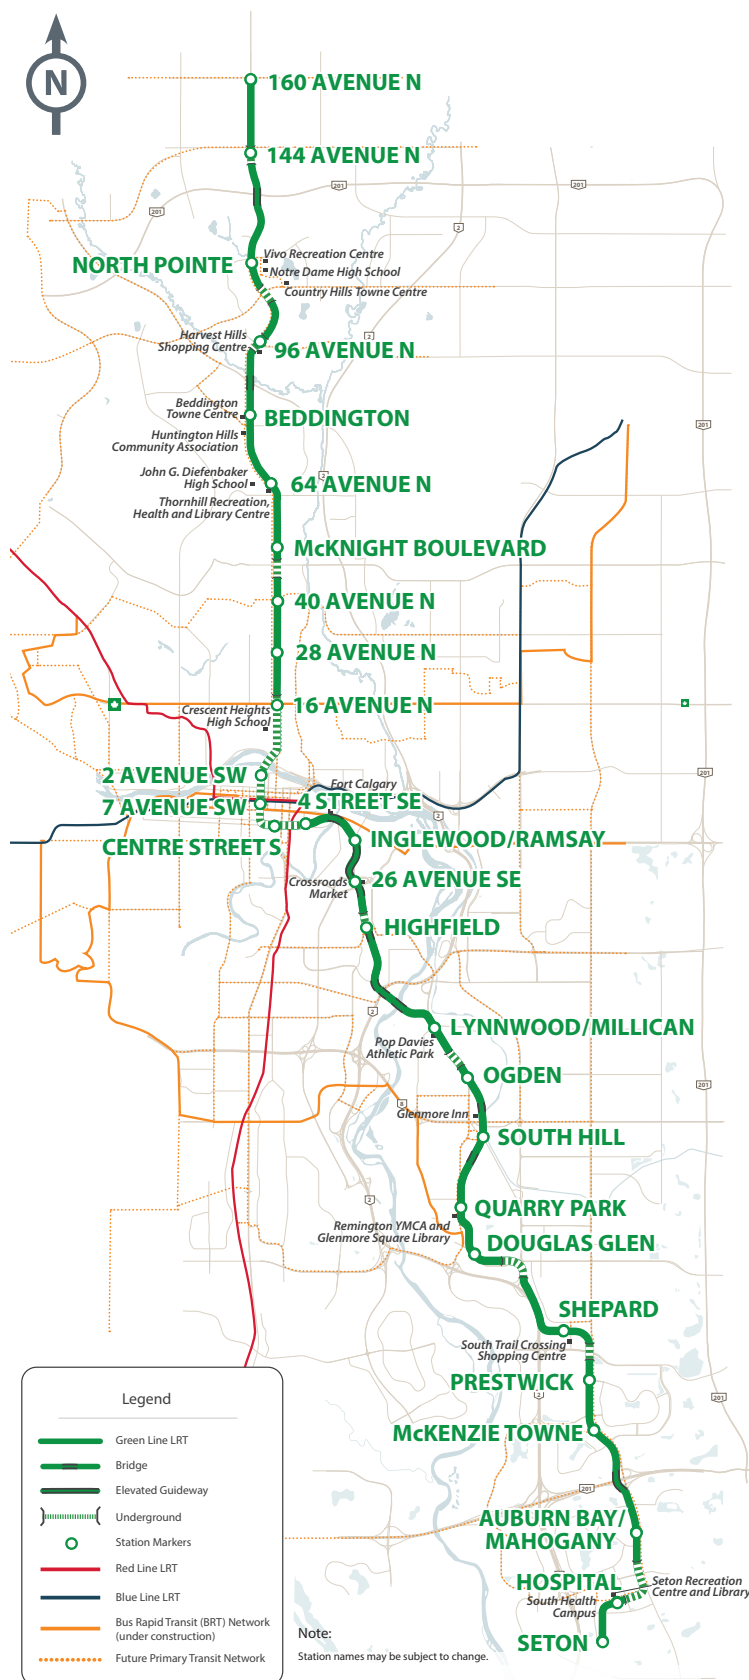 N
160 AVENUE N
144 AVENUE N
201
201
201
2
Vivo Recreation Centre
NORTH POINTE
Notre Dame High School
Country Hills Towne Centre
Harvest Hills
Shopping Centre
2
96 AVENUE N
Beddington
Towne Centre
BEDDINGTON
201
Huntington Hills
Community Association
John G. Diefenbaker
High School
2
64 AVENUE N
Thornhill Recreation,
Health and Library Centre
McKNIGHT BOULEVARD
40 AVENUE N
28 AVENUE N
16 AVENUE N
Crescent Heights
High School
2 AVENUE SW
201
Fort Calgary
7 AVENUE SW
4 STREET SE
2
CENTRE STREET S
INGLEWOOD/RAMSAY
Crossroads
Market
26 AVENUE SE
HIGHFIELD
2
LYNNWOOD/MILLICAN
Pop Davies
Athletic Park
OGDEN
201
8
Glenmore Inn
SOUTH HILL
2
QUARRY PARK
Remington YMCA and
Glenmore Square Library
DOUGLAS GLEN
SHEPARD
South Trail Crossing
Shopping Centre
PRESTWICK
2
201
McKENZIE TOWNE
201
AUBURN BAY/
MAHOGANY
HOSPITAL
Seton Recreation
Centre and Library
South Health
Campus
SETON
Legend
Green Line LRT
Bridge
Elevated Guideway
Underground
Station Markers
Red Line LRT
Blue Line LRT
Bus Rapid Transit (BRT) Network
(under construction)
Future Primary Transit Network
Note:
Station names may be subject to change.